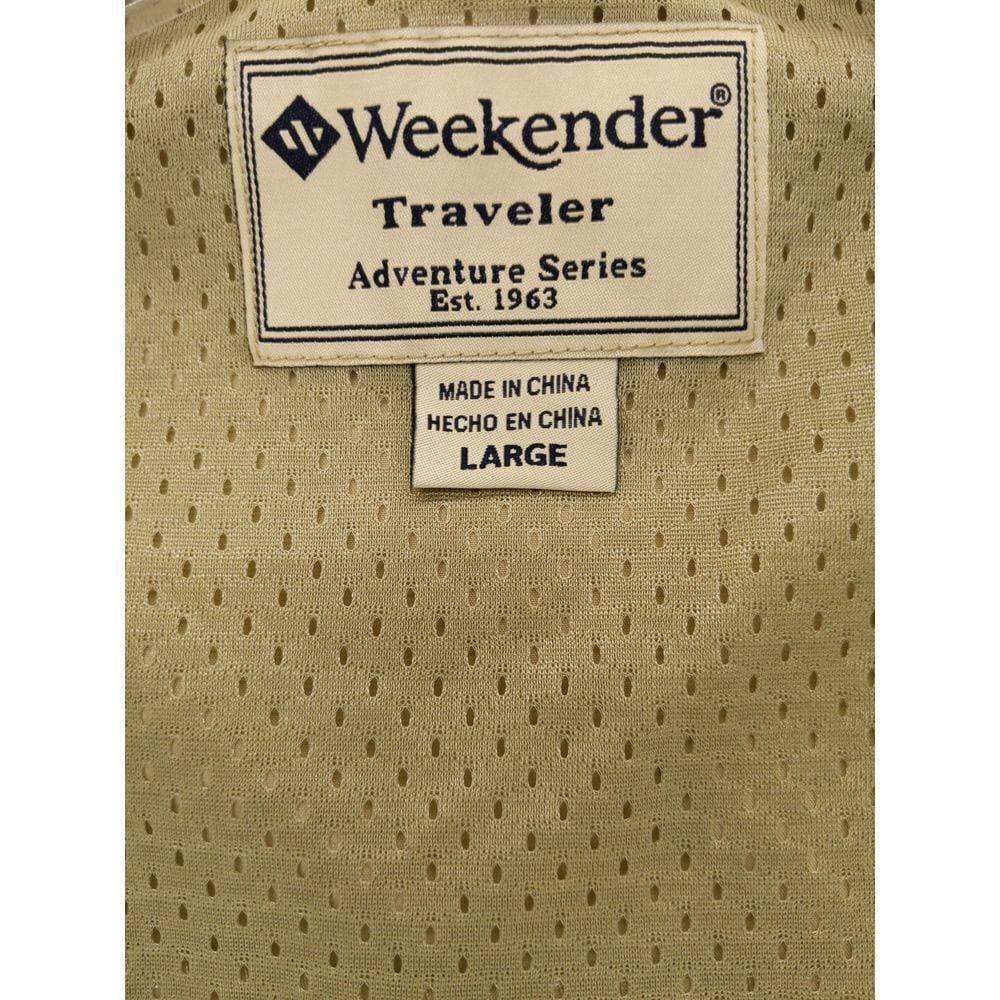 Weekender®
Traveler
Adventure Series
Est. 1963
MADE IN CHINA
HECHO EN CHINA
LARGE